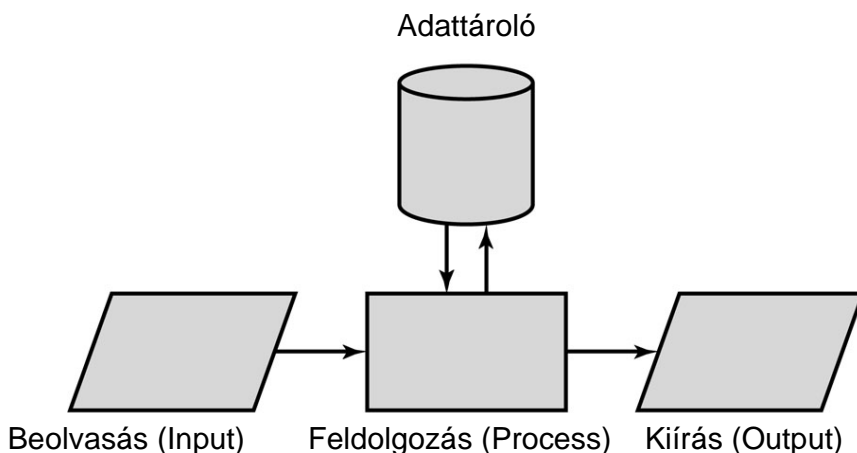 Adattároló
Beolvasás (Input)
Feldolgozás (Process)
Kiírás (Output)